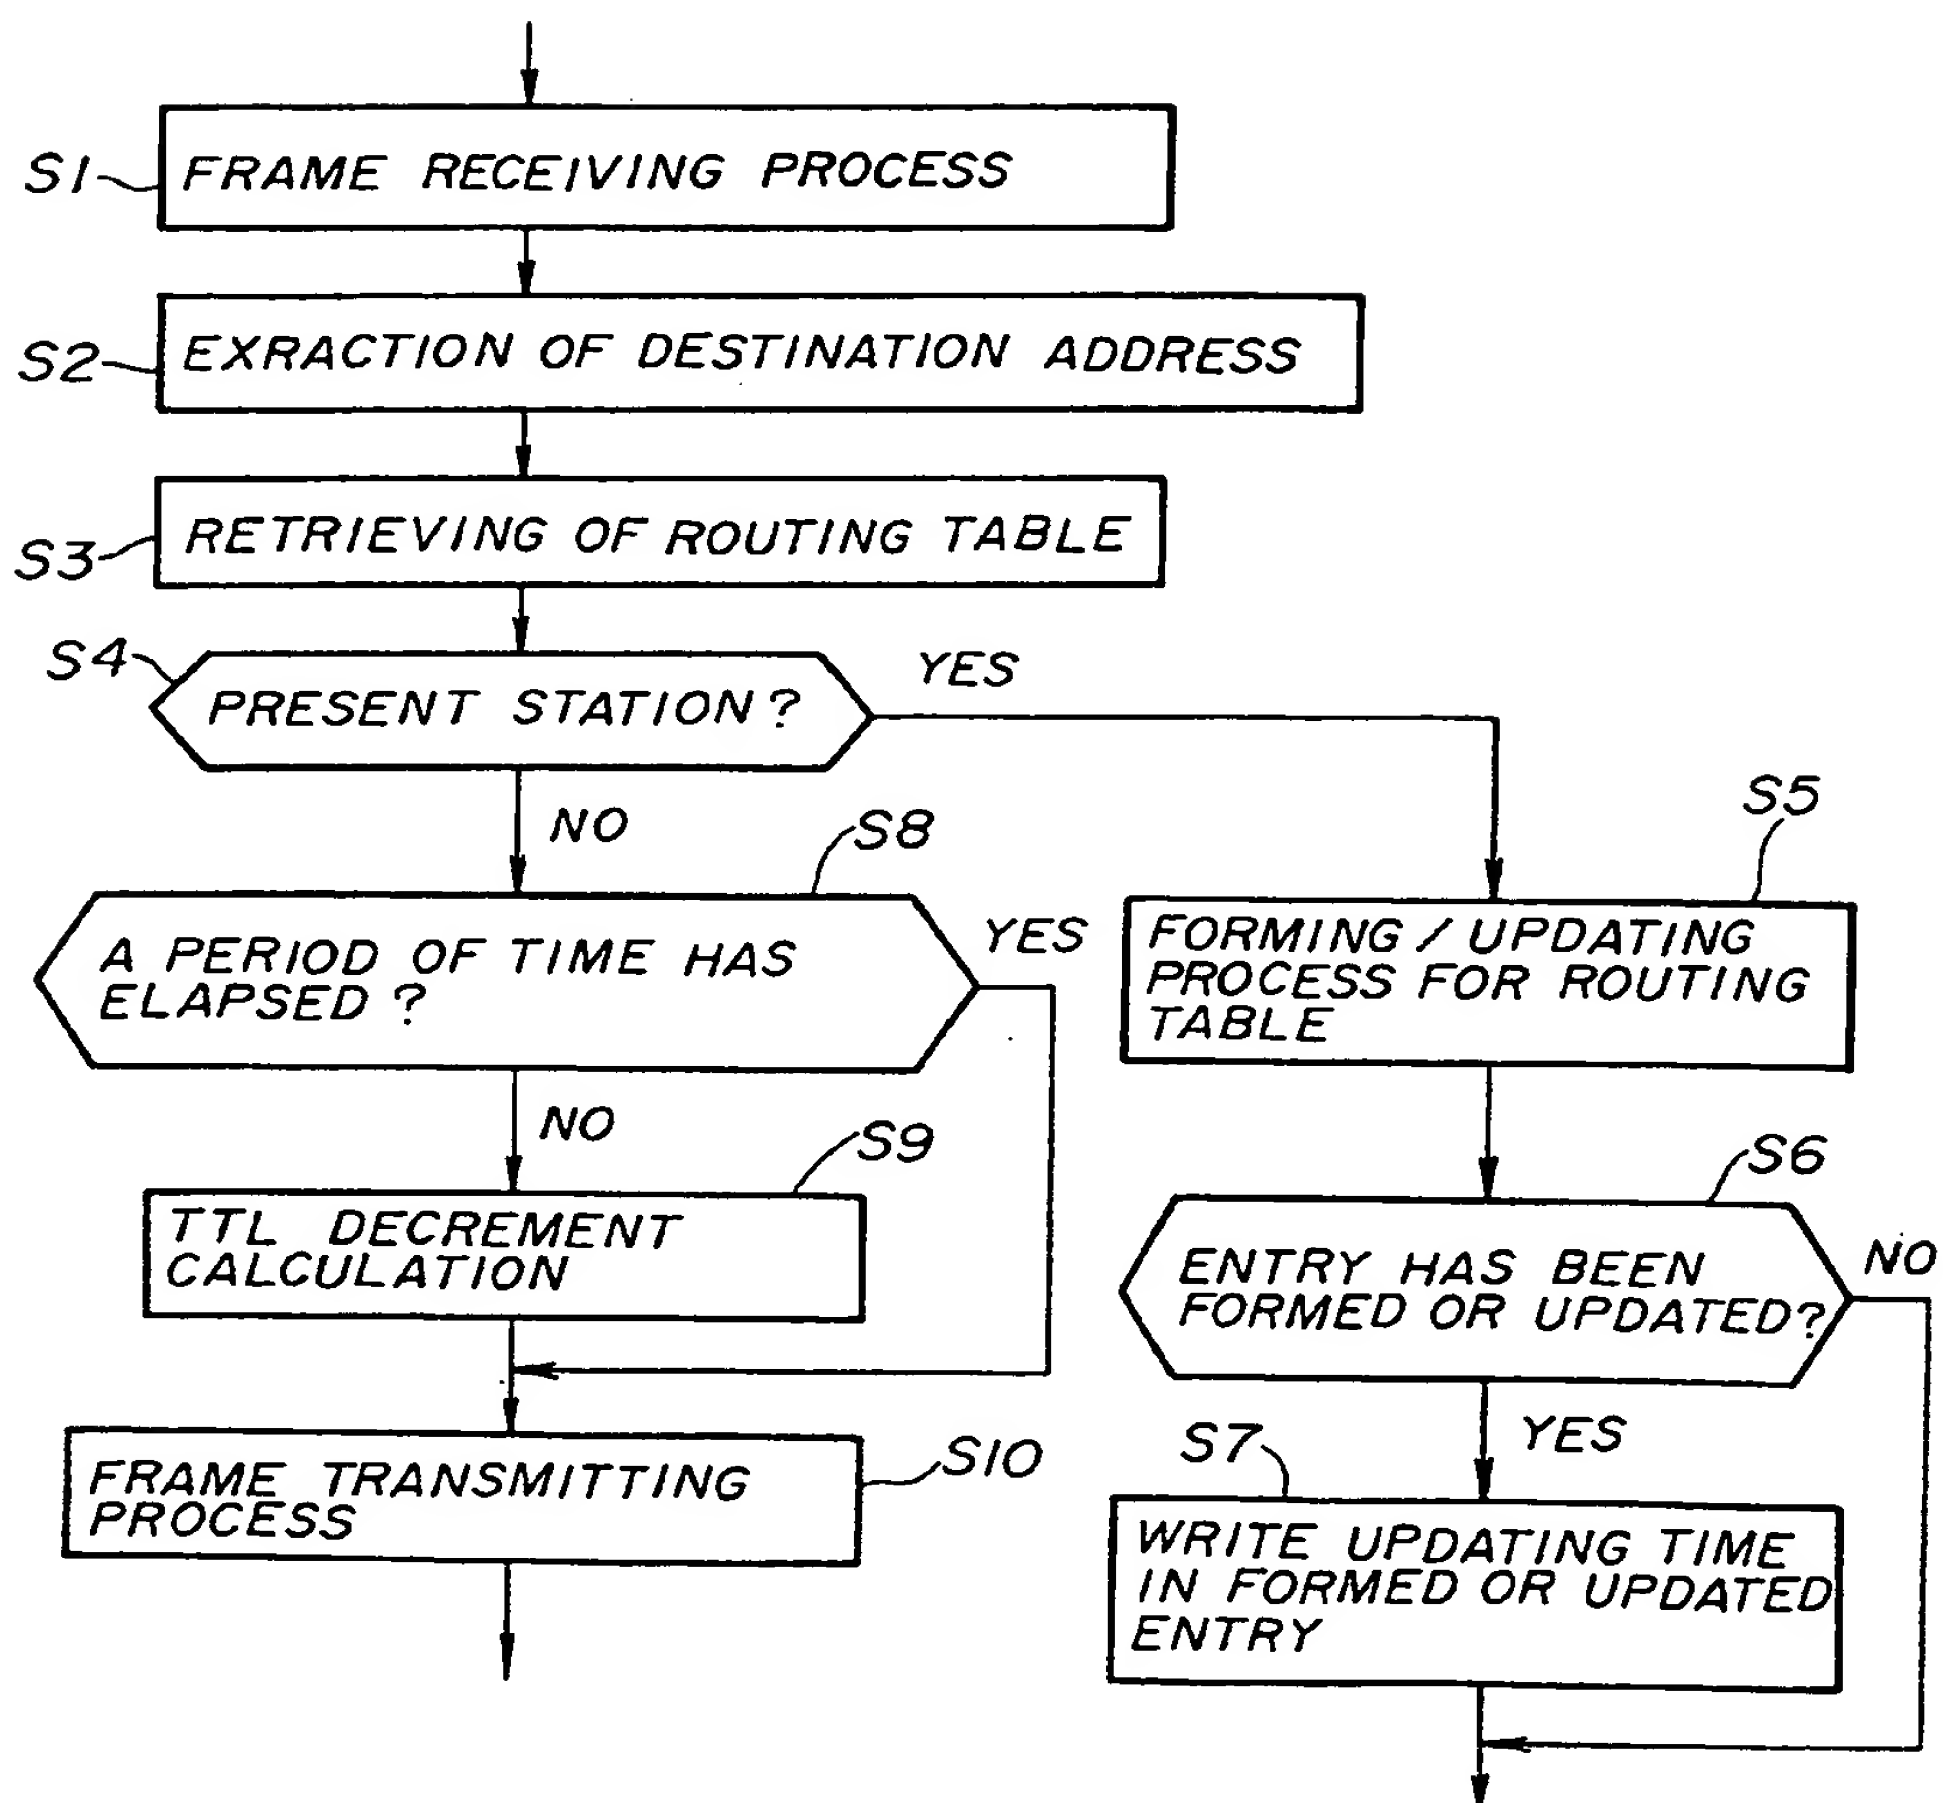 S1
FRAME RECEIVING PROCESS
S2
EXRACTION OF DESTINATION ADDRESS
S3
RETRIEVING OF ROUTING TABLE
S4
PRESENT STATION?
YES
NO
S8
A PERIOD OF TIME HAS
ELAPSED?
YES
NO
S9
TTL DECREMENT
CALCULATION
FRAME TRANSMITTING
PROCESS
S10
S5
FORMING/UPDATING
PROCESS FOR ROUTING
TABLE
S6
ENTRY HAS BEEN
FORMED OR UPDATED?
NO
YES
S7
WRITE UPDATING TIME
IN FORMED OR UPDATED
ENTRY